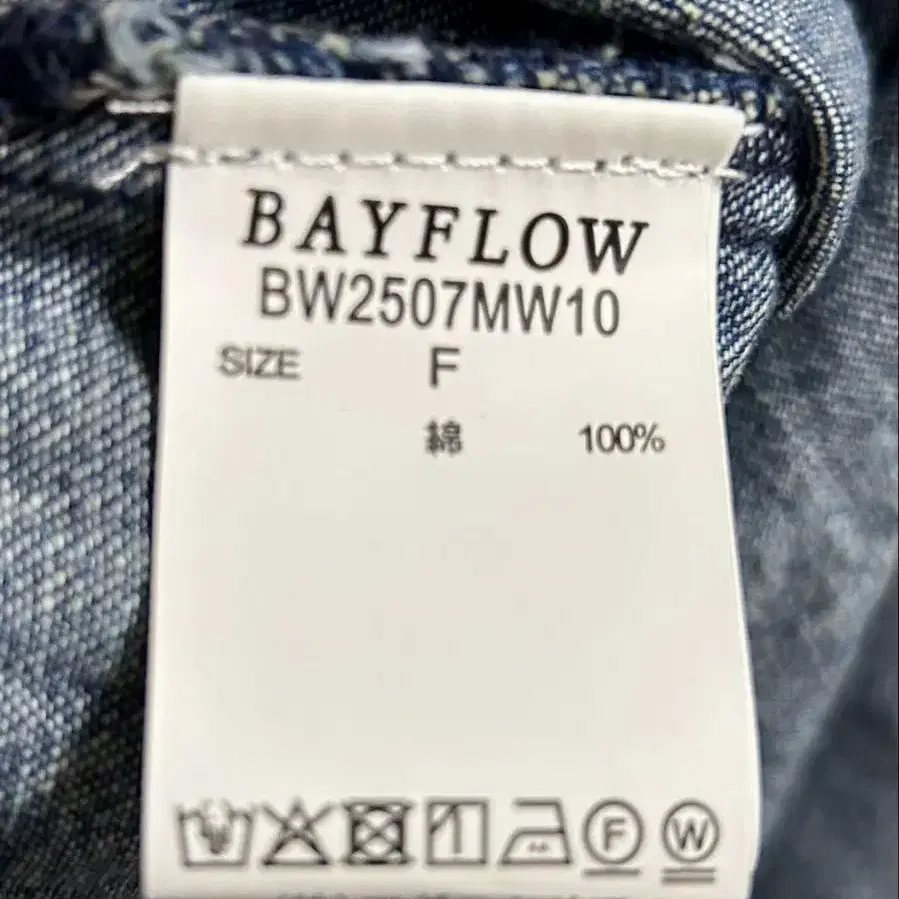 BAYFLOW
BW2507MW10
SIZE F
綿 100%
F W